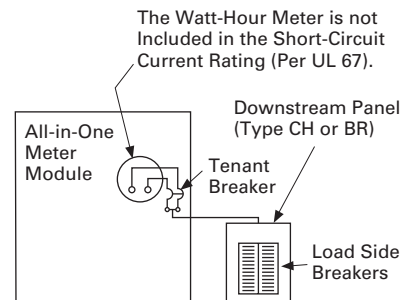 The Watt-Hour Meter is not
Included in the Short-Circuit
Current Rating (Per UL 67).
Downstream Panel
(Type CH or BR)
All-in-One
Meter
Module
Tenant
Breaker
Load Side
Breakers